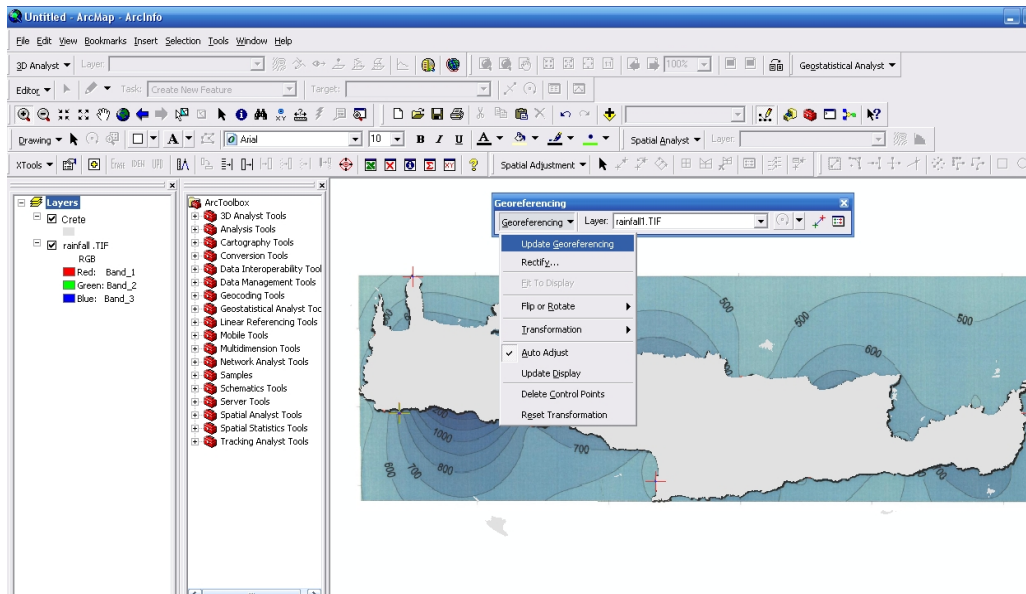 Untitled - ArcMap - ArcInfo
File Edit View Bookmarks Insert Selection Tools Window Help
3D Analyst Layer: 100% Geostatistical Analyst
Editor Task: Create New Feature Target:
Drawing A Arial 10 B I U A Spatial Analyst Layer:
XTools Spatial Adjustment
Layers
Crete
rainfall .TIF
RGB
Red: Band_1
Green: Band_2
Blue: Band_3
ArcToolbox
3D Analyst Tools
Analysis Tools
Cartography Tools
Conversion Tools
Data Interoperability Tool
Data Management Tools
Geocoding Tools
Geostatistical Analyst Toc
Linear Referencing Tools
Mobile Tools
Multidimension Tools
Network Analyst Tools
Samples
Schematics Tools
Server Tools
Spatial Analyst Tools
Spatial Statistics Tools
Tracking Analyst Tools
Georeferencing
Georeferencing Layer: rainfall1.TIF
Update Georeferencing
Rectify...
Fit To Display
Flip or Rotate
Transformation
Auto Adjust
Update Display
Delete Control Points
Reset Transformation
500
600
500
600
1000
700
600
700
800